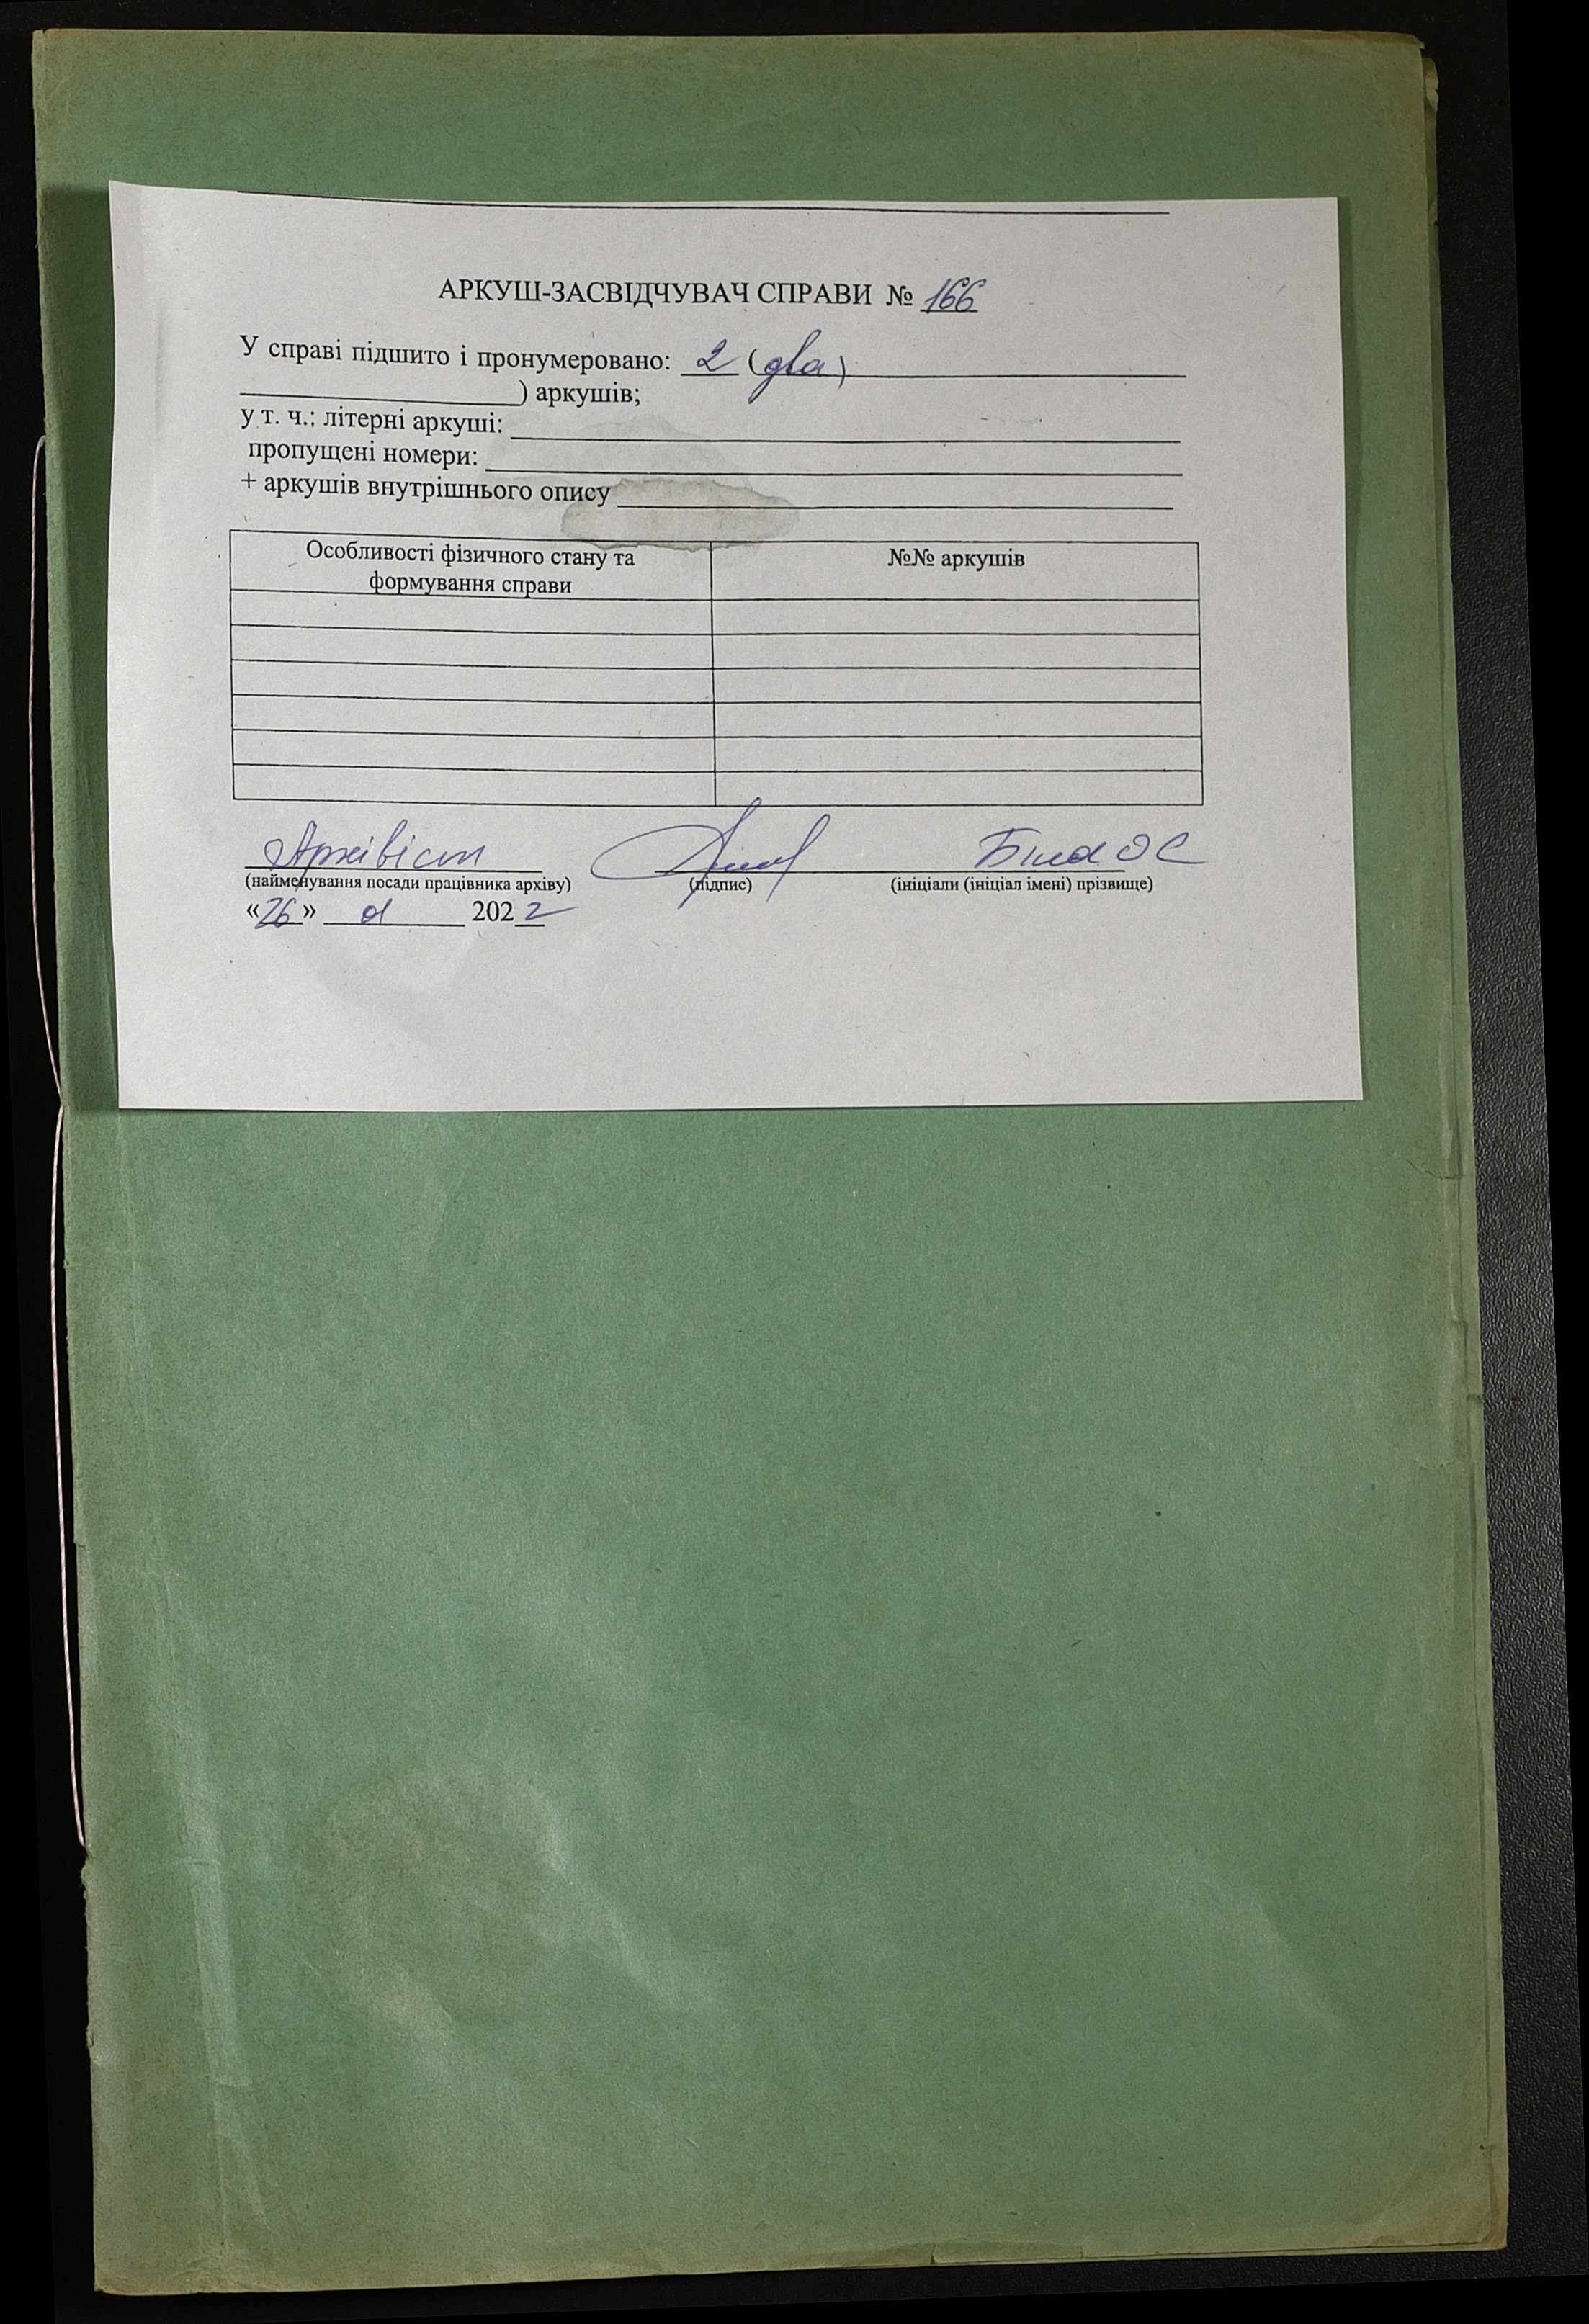 АРКУШ-ЗАСВІДЧУВАЧ СПРАВИ № 166
У справі підшито і пронумеровано: 2 (два)
) аркушів;
у т. ч.; літерні аркуші:
пропущені номери:
+ аркушів внутрішнього опису
Особливості фізичного стану та формування справи №№ аркушів
Архівіст Біла О С
(найменування посади працівника архіву) (підпис) (ініціали (ініціал імені) прізвище)
«26» 2022